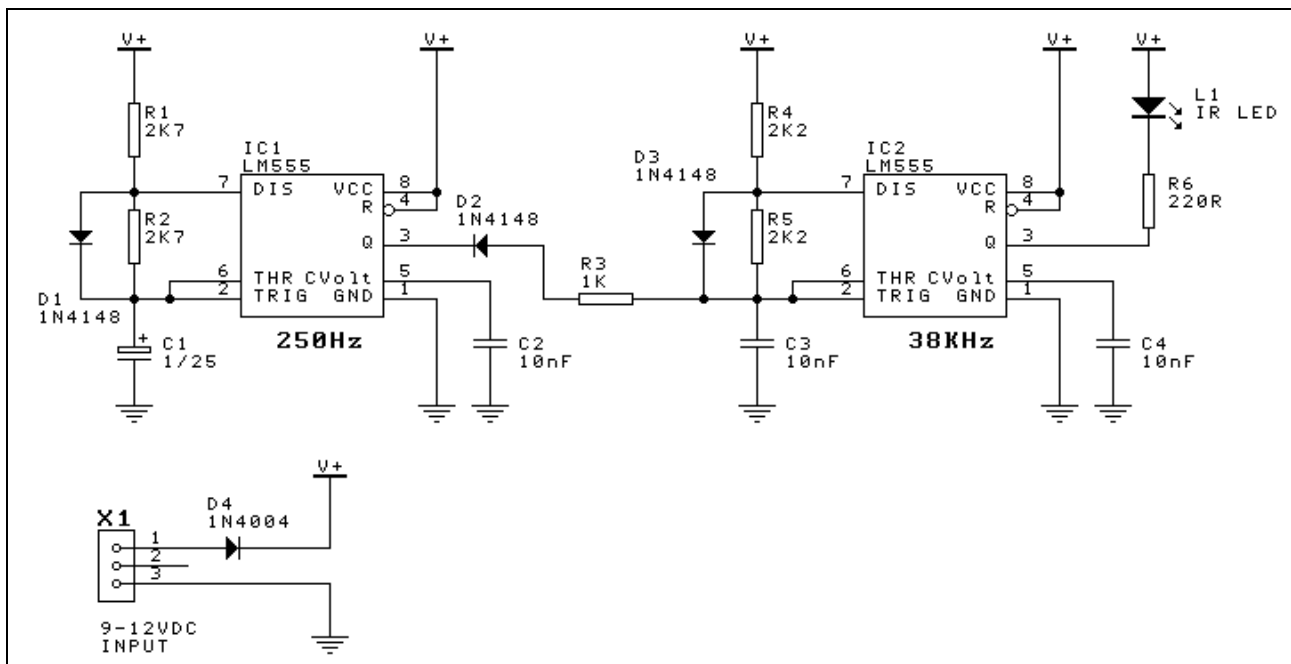 V+
V+
V+
V+
V+
R1
2K7
R4
2K2
L1
IR LED
IC1
LM555
IC2
LM555
D3
1N4148
7
DIS
VCC
8
R
4
7
DIS
VCC
8
R
4
R6
220R
R2
2K7
D2
1N4148
R5
2K2
Q
3
Q
3
R3
1K
6
THR
CVolt
5
2
TRIG
GND
1
6
THR
CVolt
5
2
TRIG
GND
1
D1
1N4148
250Hz
38KHz
+
C1
1/25
C2
10nF
C3
10nF
C4
10nF
V+
D4
1N4004
X1
1
2
3
9-12VDC
INPUT